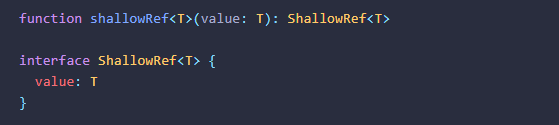 function shallowRef<T>(value: T): ShallowRef<T>
interface ShallowRef<T> {
  value: T
}